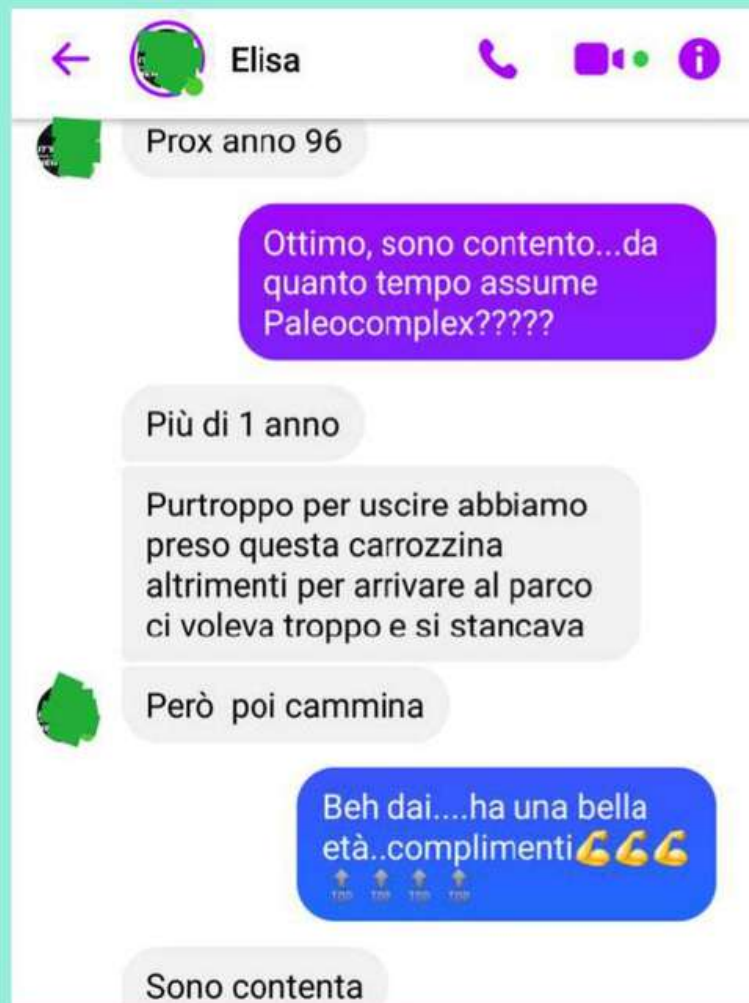 Elisa
Prox anno 96
Ottimo, sono contento...da
quanto tempo assume
Paleocomplex?????
Più di 1 anno
Purtroppo per uscire abbiamo
preso questa carrozzina
altrimenti per arrivare al parco
ci voleva troppo e si stancava
Però poi cammina
Beh dai....ha una bella
età..complimenti💪💪💪
🔝🔝🔝🔝
Sono contenta